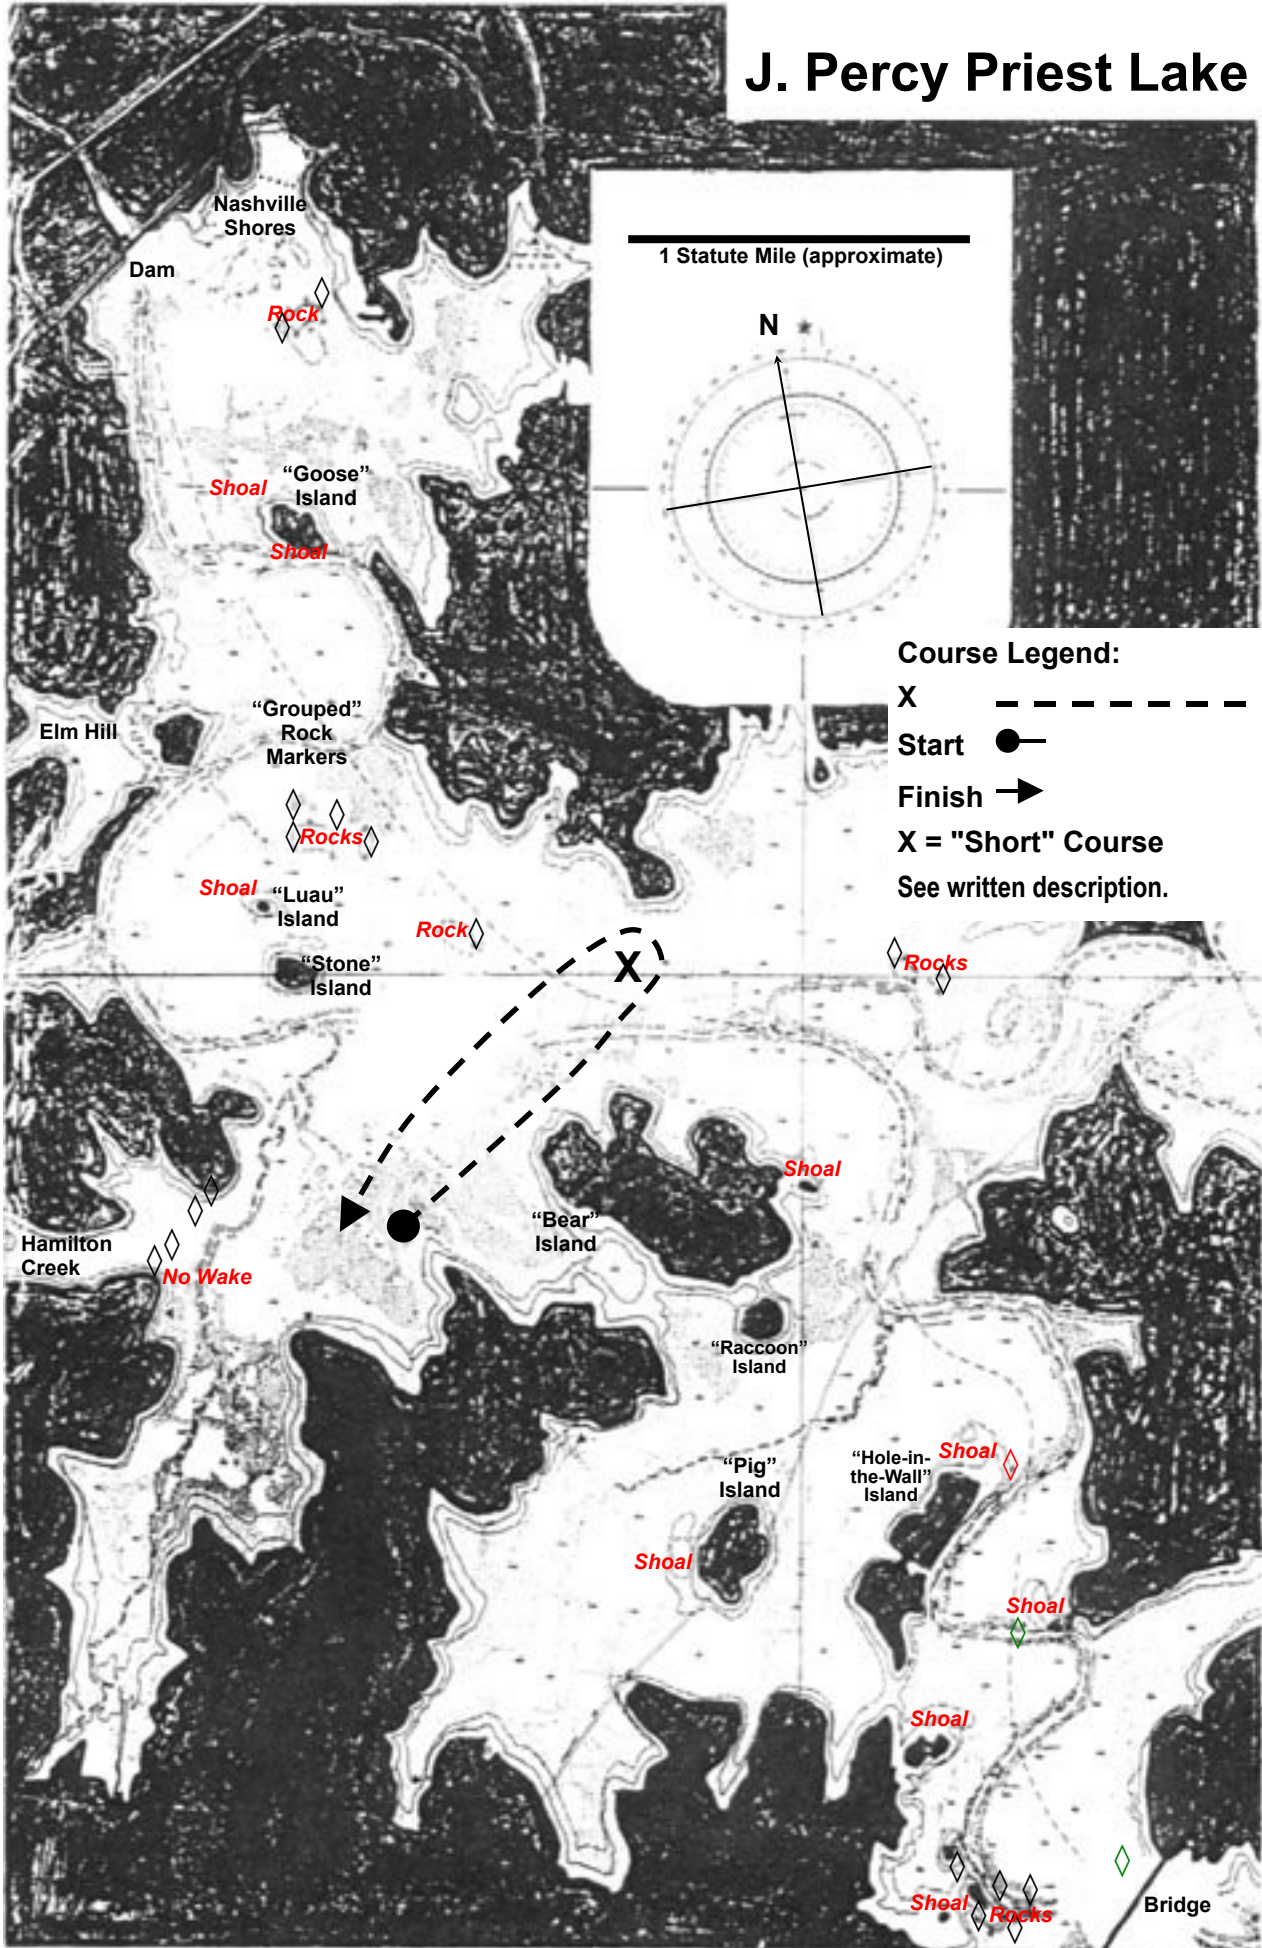 J. Percy Priest Lake
Nashville
Shores
Dam
1 Statute Mile (approximate)
Rock
N
"Goose"
Island
Shoal
Shoal
Course Legend:
X
Start
Finish
X = "Short" Course
See written description.
"Grouped"
Rock
Markers
Elm Hill
Rocks
Shoal
"Luau"
Island
Rock
"Stone"
Island
X
Rocks
Shoal
"Bear"
Island
Hamilton
Creek
No Wake
"Raccoon"
Island
Shoal
"Hole-in-
the-Wall"
Island
"Pig"
Island
Shoal
Shoal
Shoal
Shoal
Rocks
Bridge